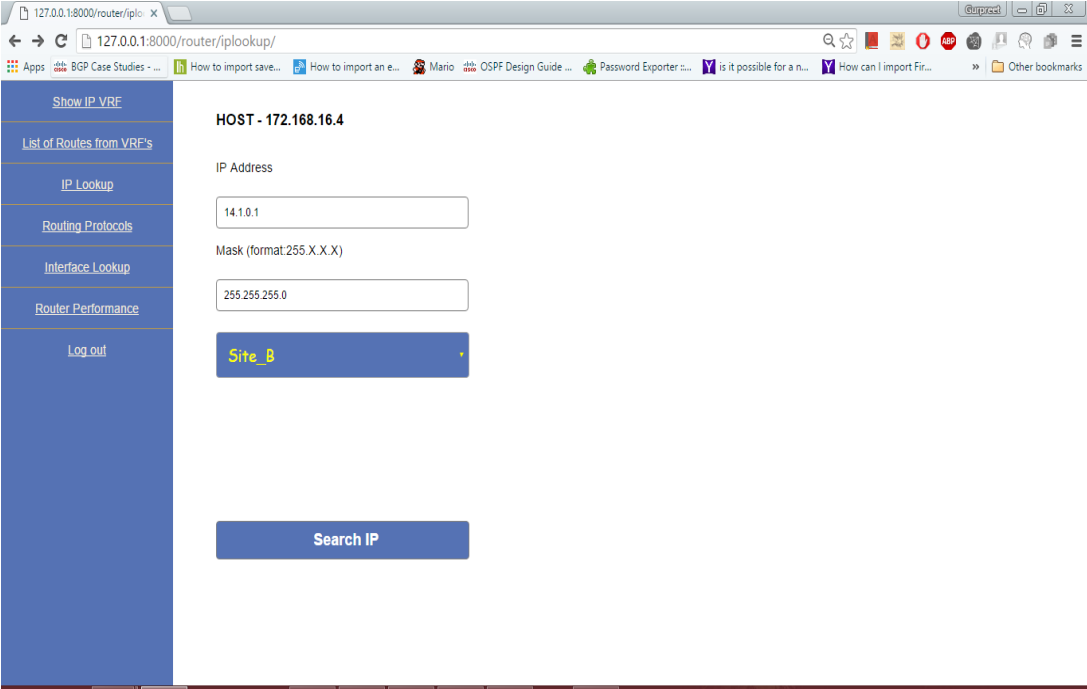 127.0.0.1:8000/router/iplo
Gurpreet
127.0.0.1:8000/router/iplookup/
ABP
Apps BGP Case Studies - ... How to import save... How to import an e... Mario OSPF Design Guide ... Password Exporter ::... is it possible for a n... How can I import Fir... » Other bookmarks
Show IP VRF
List of Routes from VRF's
IP Lookup
Routing Protocols
Interface Lookup
Router Performance
Log out
HOST - 172.168.16.4
IP Address
14.1.0.1
Mask (format:255.X.X.X)
255.255.255.0
Site_B
Search IP